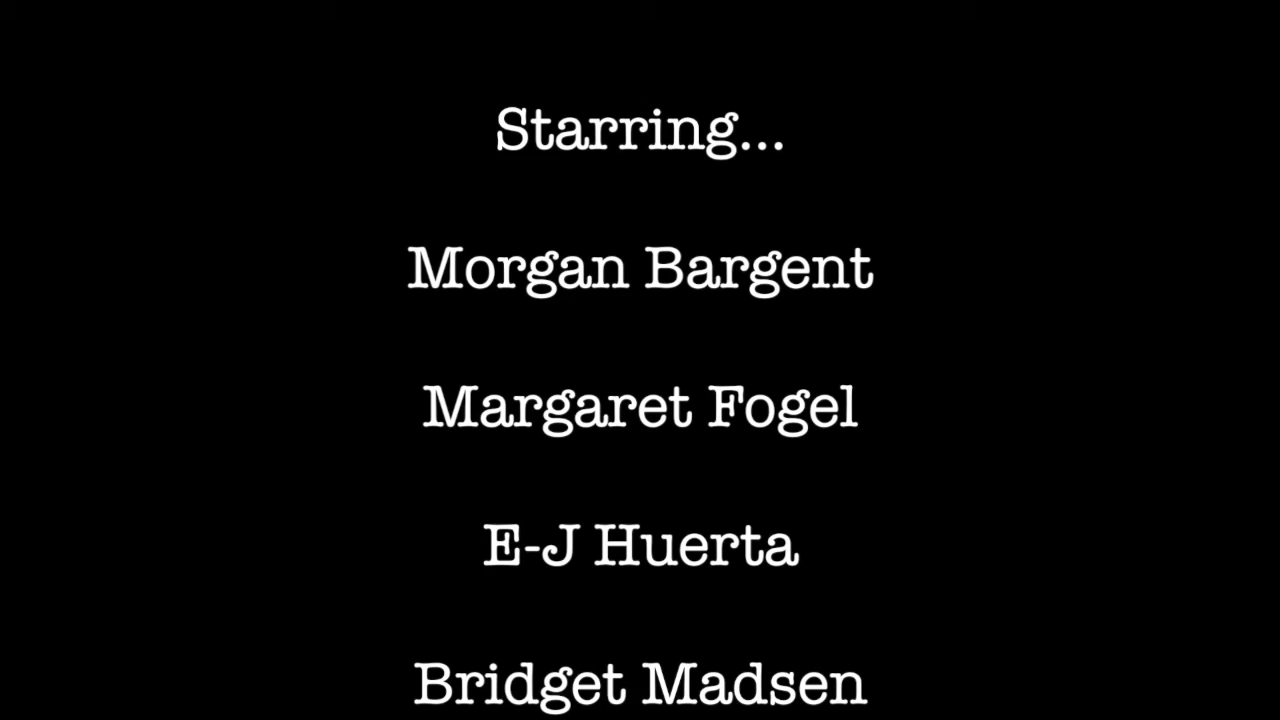 Starring...
Morgan Bargent
Margaret Fogel
E-J Huerta
Bridget Madsen